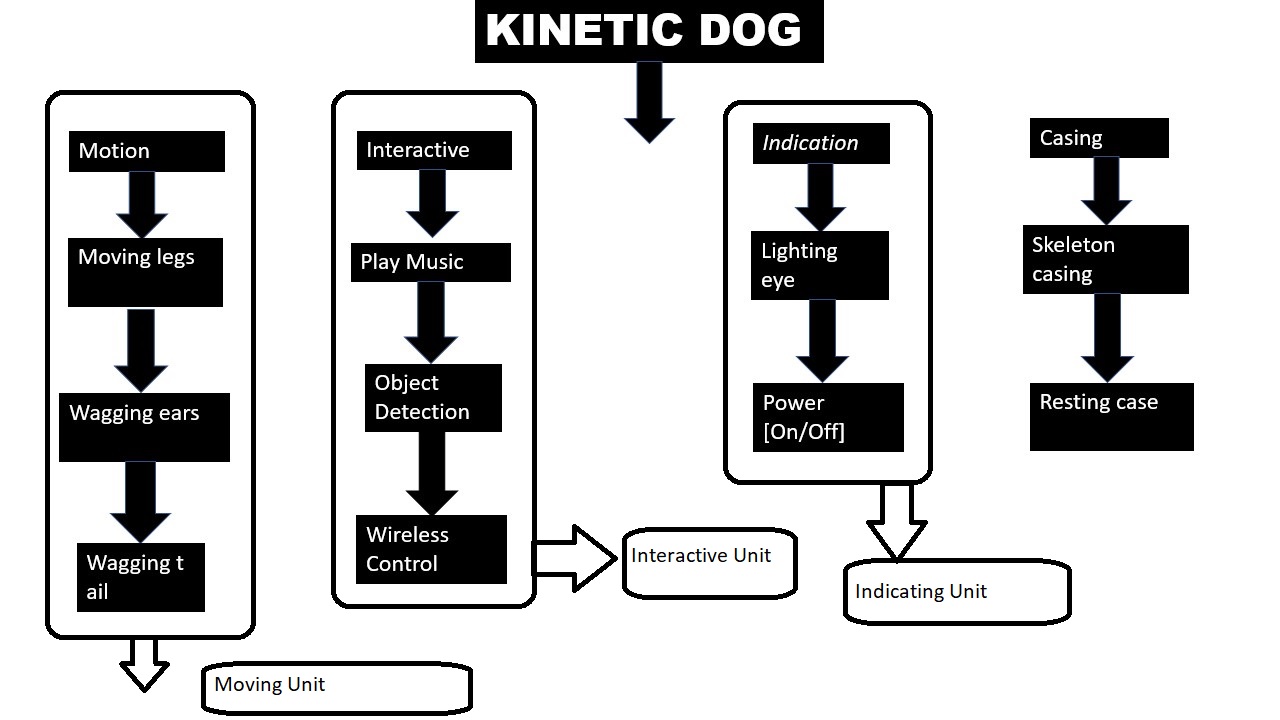 KINETIC DOG
Motion
Moving legs
Wagging ears
Wagging t
ail
Moving Unit
Interactive
Play Music
Object
Detection
Wireless
Control
Interactive Unit
Indication
Lighting
eye
Power
[On/Off]
Indicating Unit
Casing
Skeleton
casing
Resting case